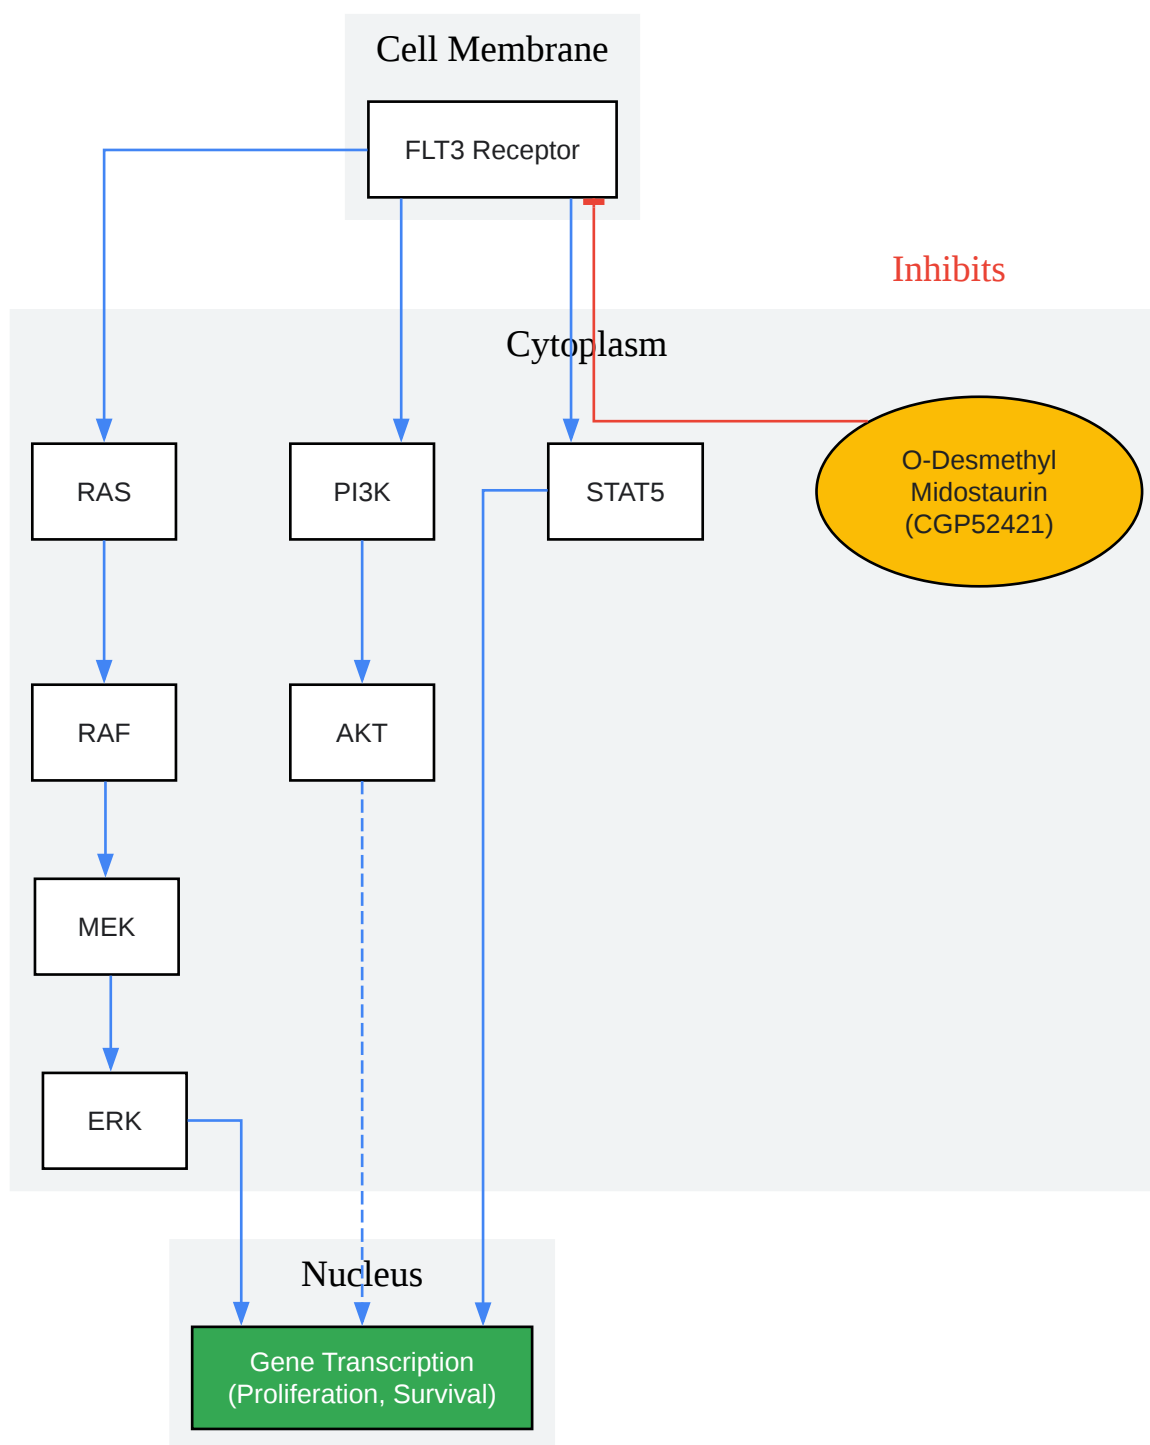 Cell Membrane
FLT3 Receptor
Inhibits
Cytoplasm
RAS
PI3K
STAT5
O-Desmethyl
Midostaurin
(CGP52421)
RAF
AKT
MEK
ERK
Nucleus
Gene Transcription
(Proliferation, Survival)